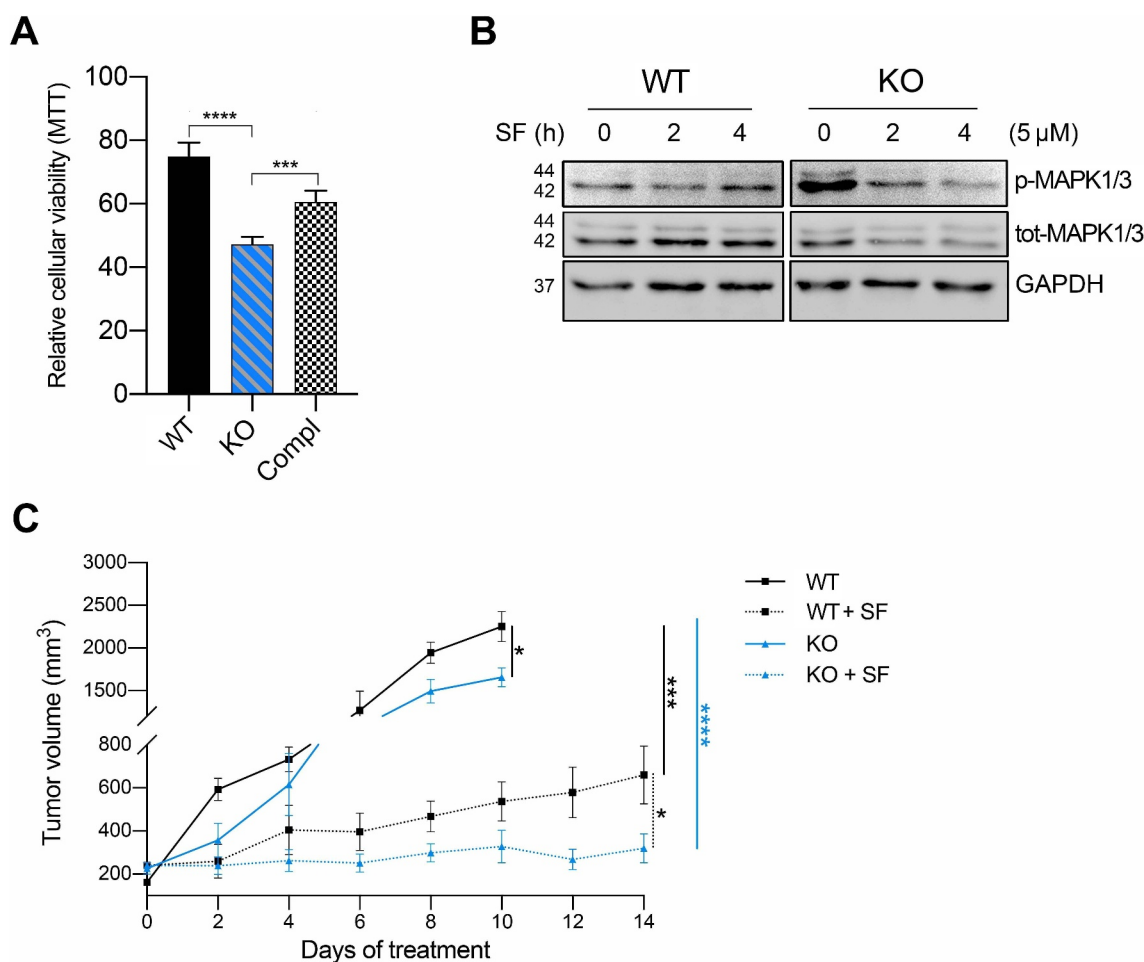 A
Relative cellular viability (MTT)
100
80
60
40
20
0
****
***
WT
KO
Compl
B
WT KO
SF (h) 0 2 4 0 2 4 (5 µM)
44
42
p-MAPK1/3
44
42
tot-MAPK1/3
37
GAPDH
C
Tumor volume (mm³)
3000
2500
2000
1500
800
600
400
200
0 2 4 6 8 10 12 14
Days of treatment
*
*
***
****
WT
WT + SF
KO
KO + SF